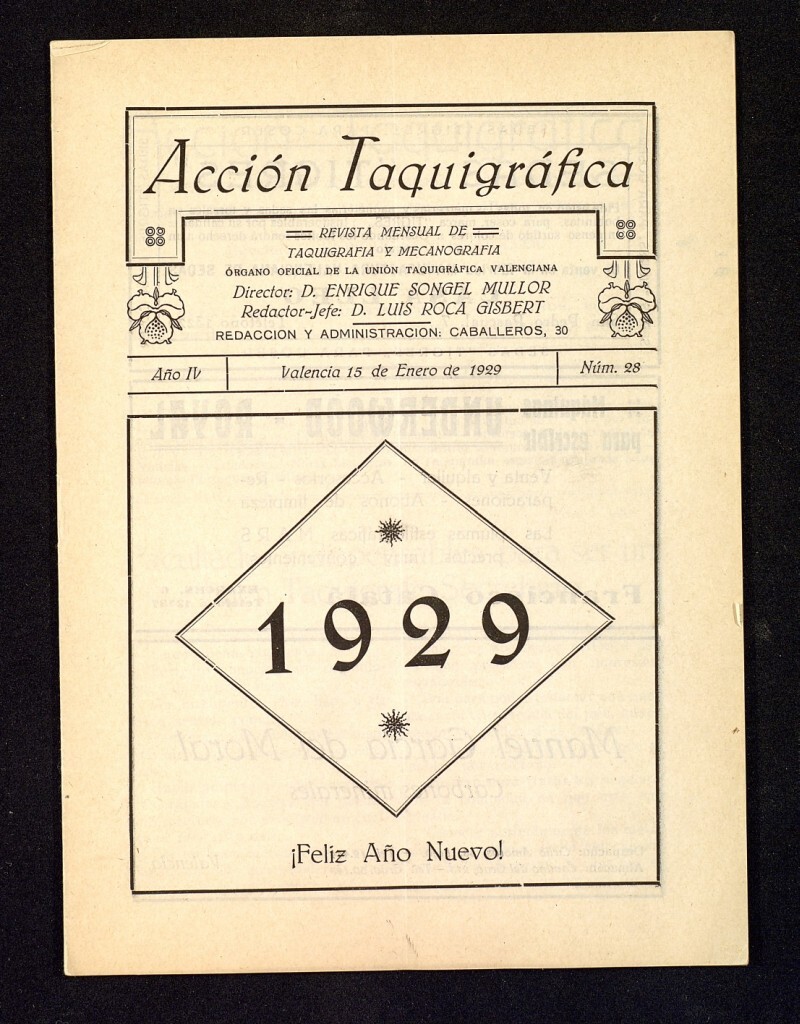 Acción Taquigráfica
REVISTA MENSUAL DE
TAQUIGRAFIA Y MECANOGRAFIA
ÓRGANO OFICIAL DE LA UNIÓN TAQUIGRÁFICA VALENCIANA
Director: D. ENRIQUE SONGEL MULLOR
Redactor-Jefe: D. LUIS ROCA GISBERT
REDACCION Y ADMINISTRACION: CABALLEROS, 30
Año IV Valencia 15 de Enero de 1929 Núm. 28
1929
¡Feliz Año Nuevo!